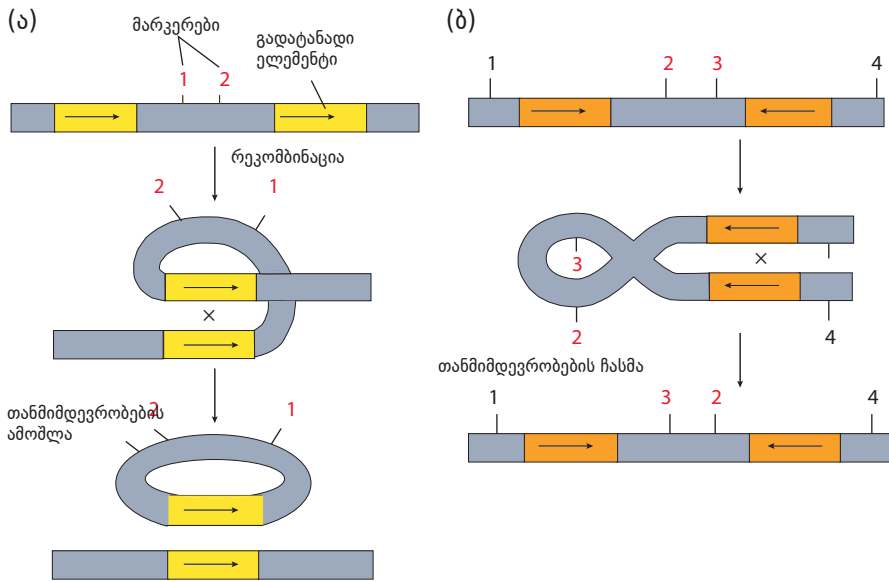 (ა)
მარკერები
გადატანადი
ელემენტი
1 2
რეკომბინაცია
2 1
×
თანმიმდევრობების
ამოშლა
2 1
(ბ)
1 2 3 4
3
×
2
4
თანმიმდევრობების ჩასმა
1 3 2 4